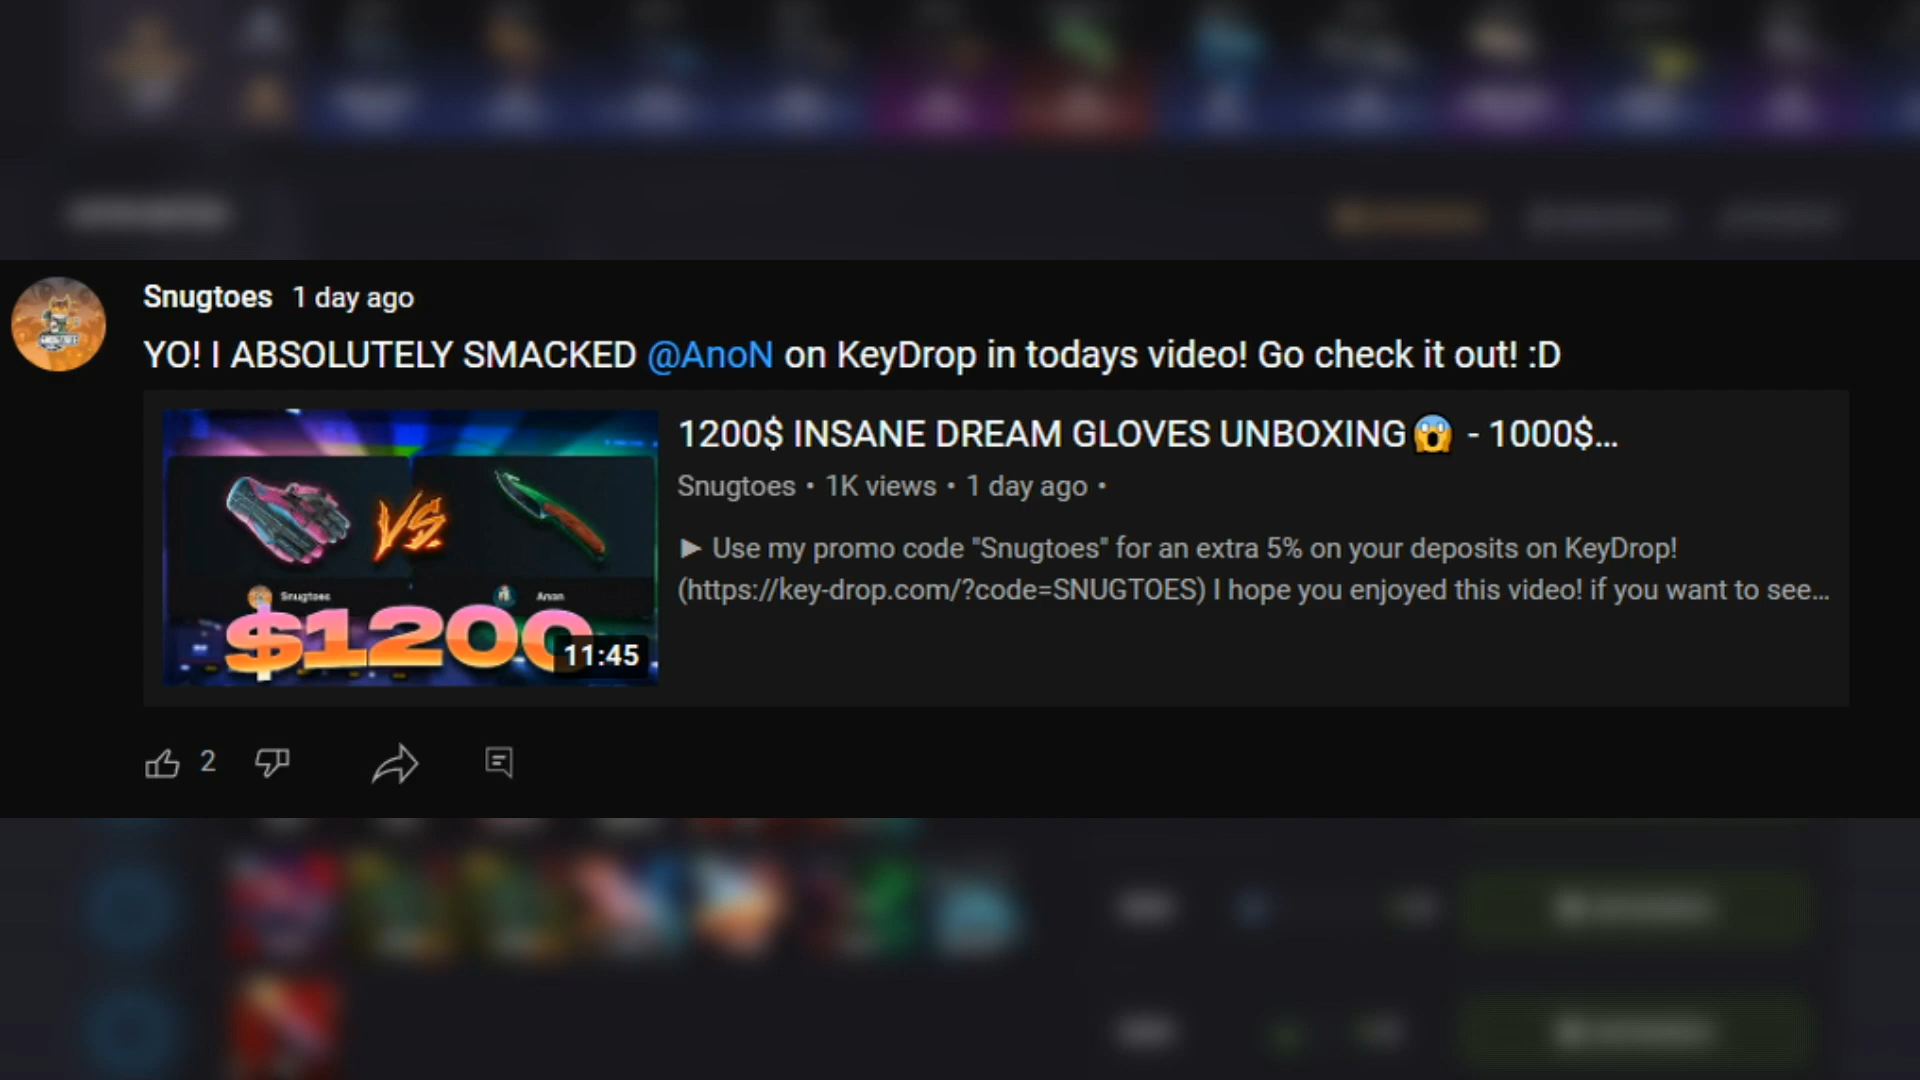 Snugtoes 1 day ago
YO! I ABSOLUTELY SMACKED @AnoN on KeyDrop in todays video! Go check it out! :D
1200$ INSANE DREAM GLOVES UNBOXING😱 - 1000$...
Snugtoes • 1K views • 1 day ago •
► Use my promo code "Snugtoes" for an extra 5% on your deposits on KeyDrop!
(https://key-drop.com/?code=SNUGTOES) I hope you enjoyed this video! if you want to see...
VS
Snugtoes Anon
$1200
11:45
2